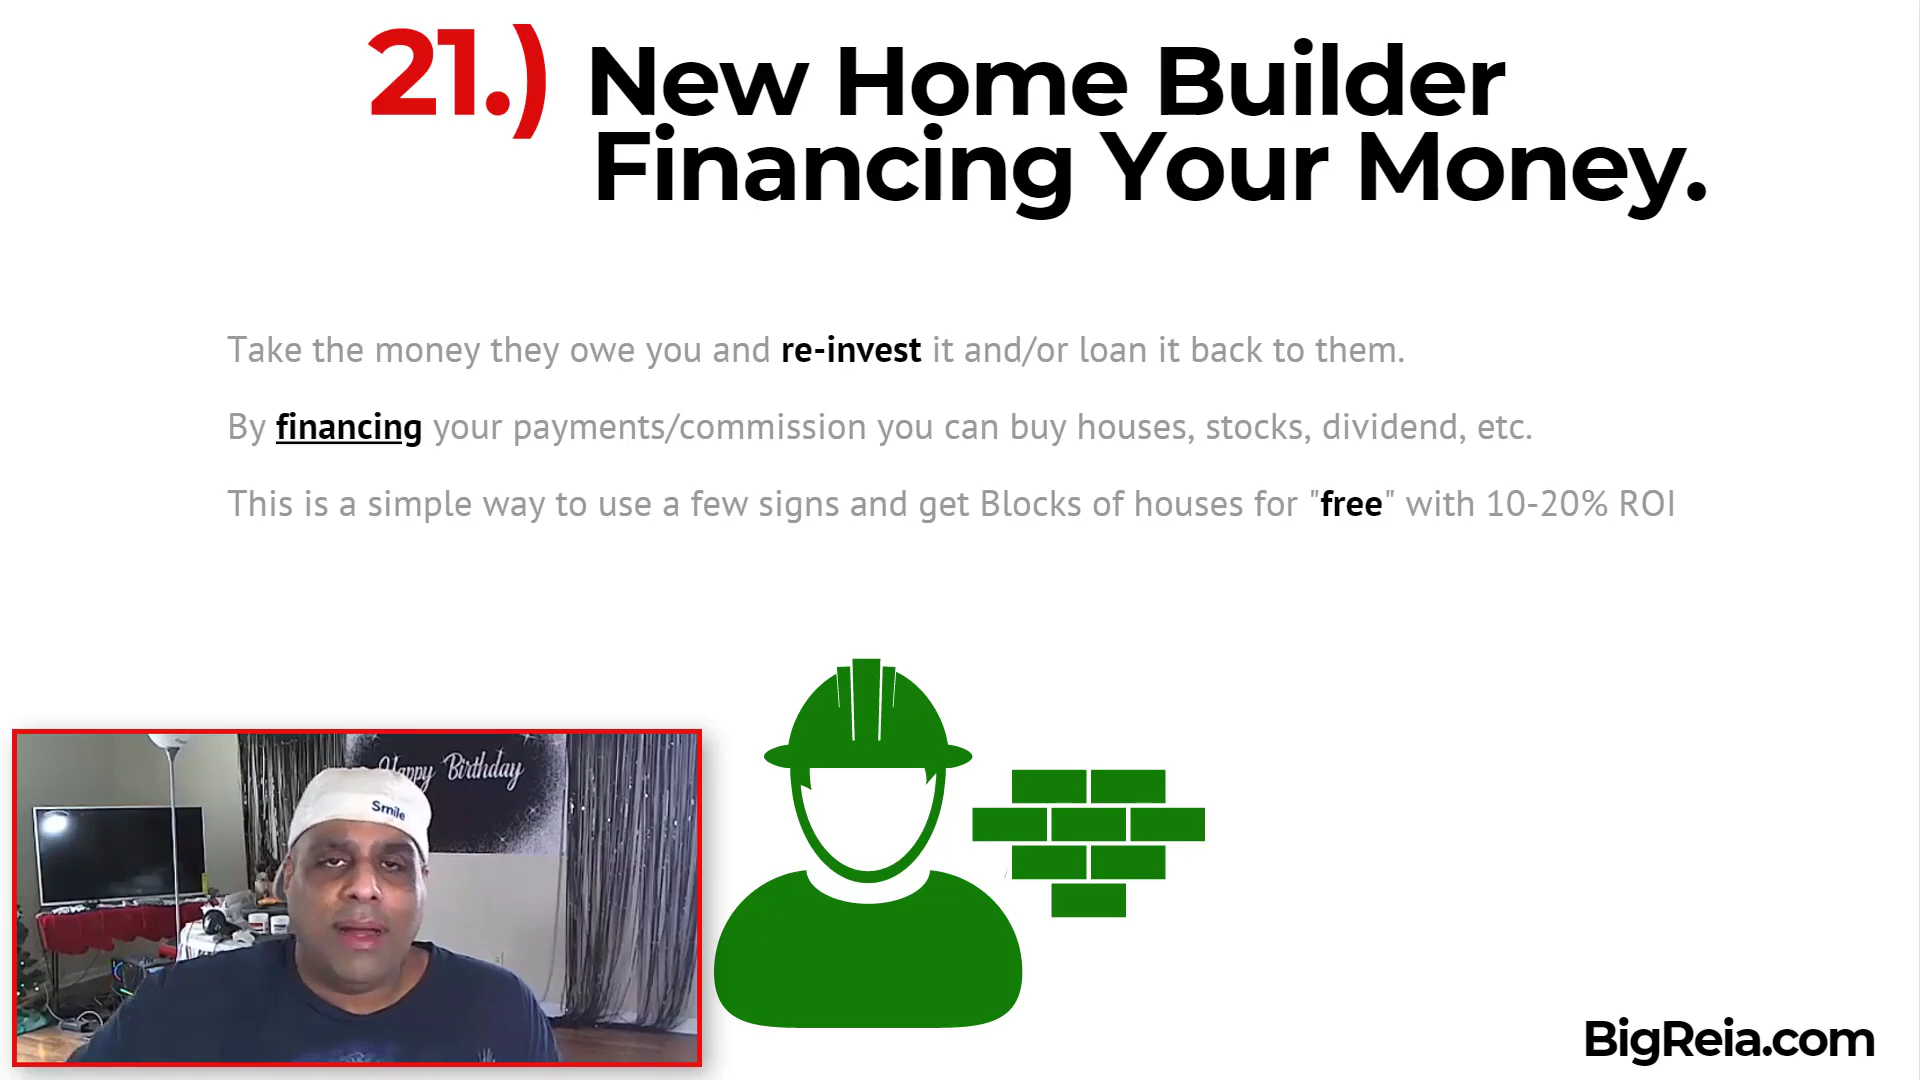 21.) New Home Builder
Financing Your Money.
Take the money they owe you and re-invest it and/or loan it back to them.
By financing your payments/commission you can buy houses, stocks, dividend, etc.
This is a simple way to use a few signs and get Blocks of houses for "free" with 10-20% ROI
Happy Birthday
Smile
BigReia.com